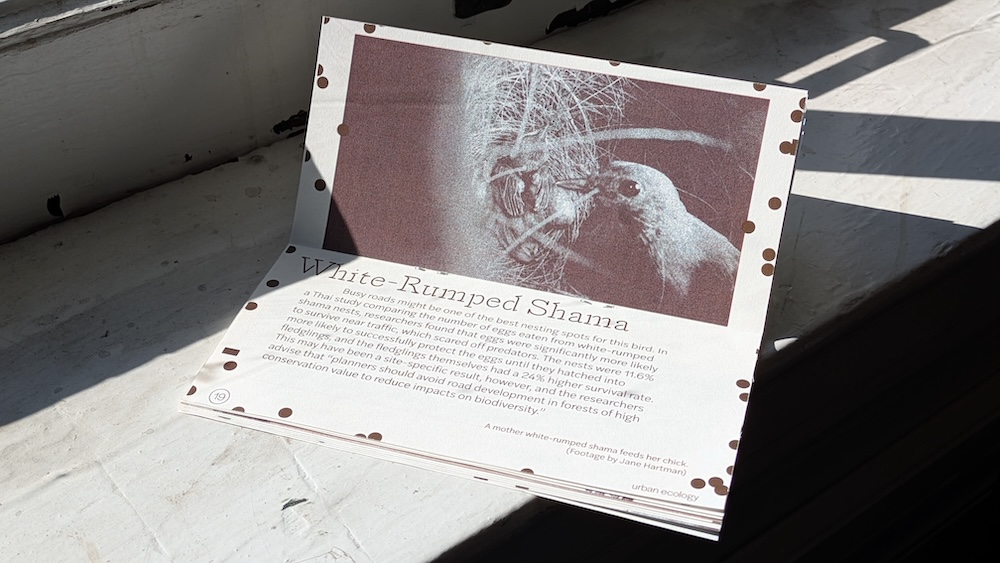 White-Rumped Shama
Busy roads might be one of the best nesting spots for this bird. In
a Thai study comparing the number of eggs eaten from white-rumped
shama nests, researchers found that eggs were significantly more likely
to survive near traffic, which scared off predators. The nests were 11.6%
more likely to successfully protect the eggs until they hatched into
fledglings, and the fledglings themselves had a 24% higher survival rate.
This may have been a site-specific result, however, and the researchers
advise that “planners should avoid road development in forests of high
conservation value to reduce impacts on biodiversity.”
A mother white-rumped shama feeds her chick.
(Footage by Jane Hartman)
19
urban ecology